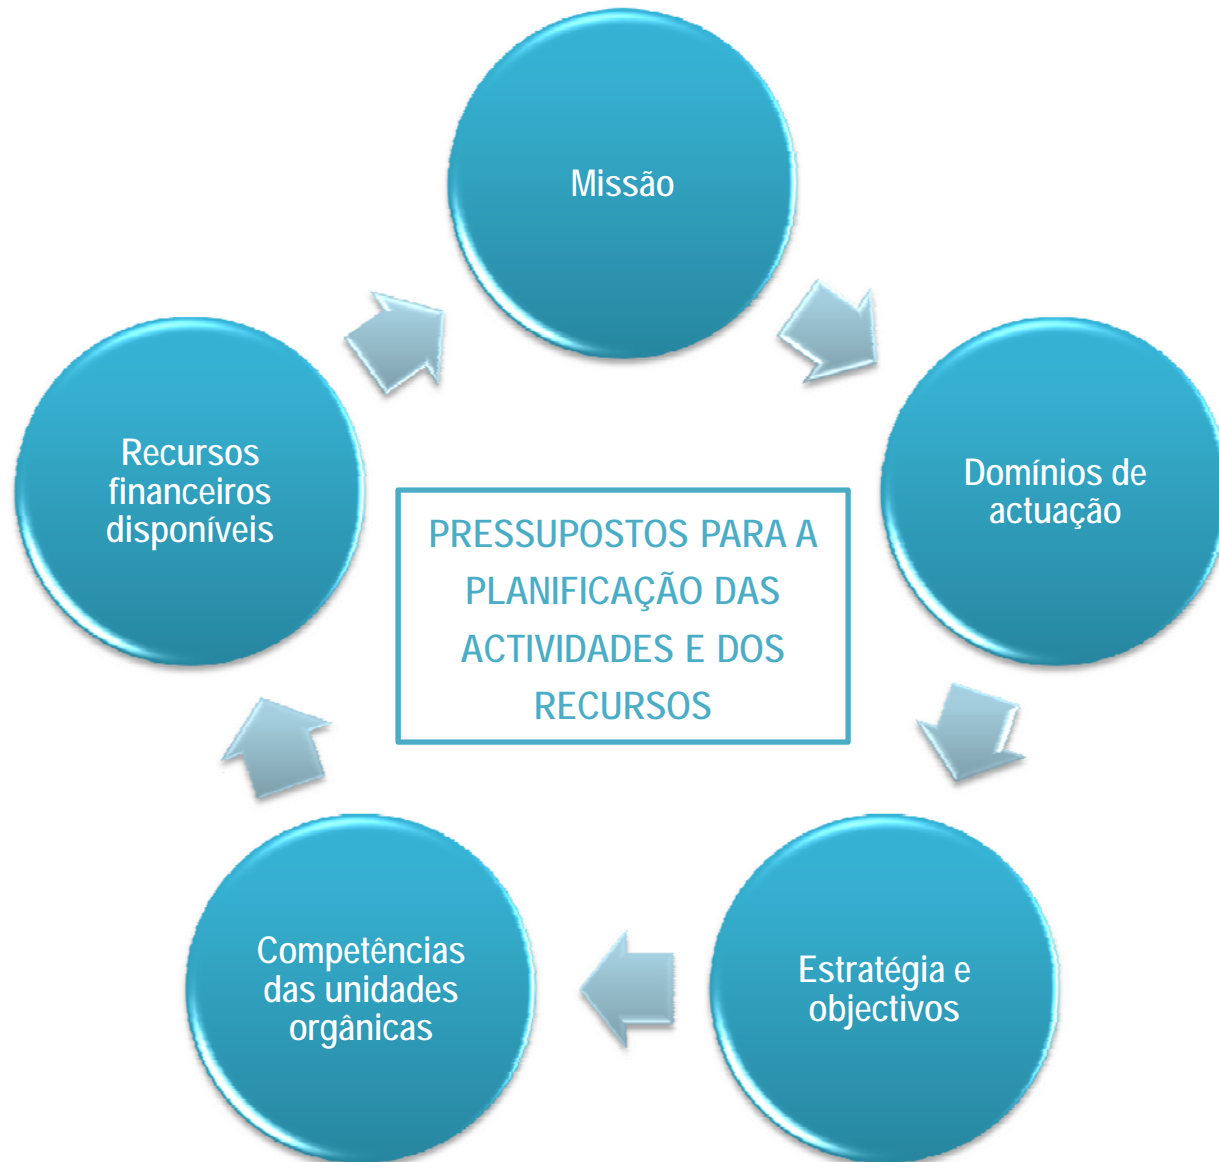 Missão
Domínios de
actuação
Estratégia e
objectivos
Competências
das unidades
orgânicas
Recursos
financeiros
disponíveis
PRESSUPOSTOS PARA A
PLANIFICAÇÃO DAS
ACTIVIDADES E DOS
RECURSOS